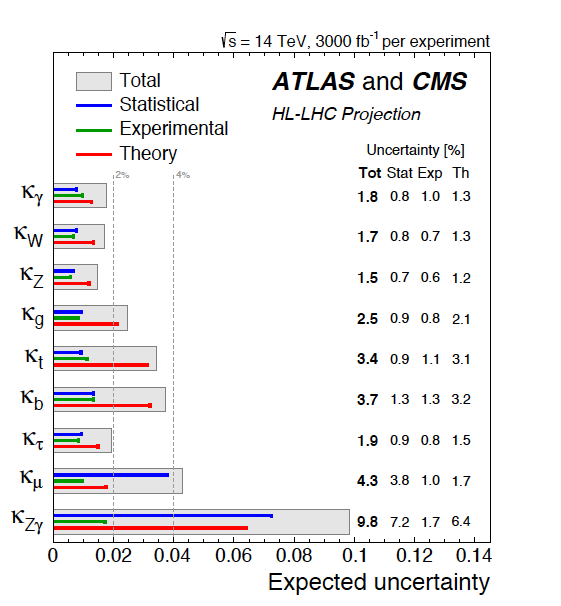 √s = 14 TeV, 3000 fb⁻¹ per experiment
Total
Statistical
Experimental
Theory
ATLAS and CMS
HL-LHC Projection
Uncertainty [%]
Tot Stat Exp Th
2% 4%
κγ 1.8 0.8 1.0 1.3
κW 1.7 0.8 0.7 1.3
κZ 1.5 0.7 0.6 1.2
κg 2.5 0.9 0.8 2.1
κt 3.4 0.9 1.1 3.1
κb 3.7 1.3 1.3 3.2
κτ 1.9 0.9 0.8 1.5
κμ 4.3 3.8 1.0 1.7
κZγ 9.8 7.2 1.7 6.4
0 0.02 0.04 0.06 0.08 0.1 0.12 0.14
Expected uncertainty